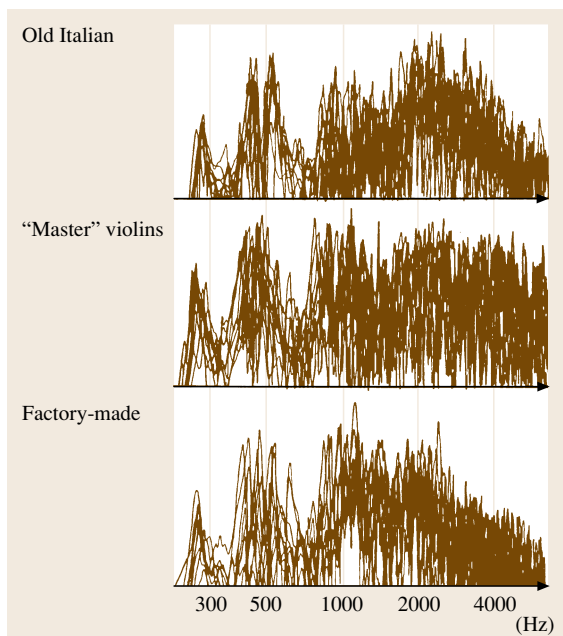 Old Italian
“Master” violins
Factory-made
300 500 1000 2000 4000
(Hz)